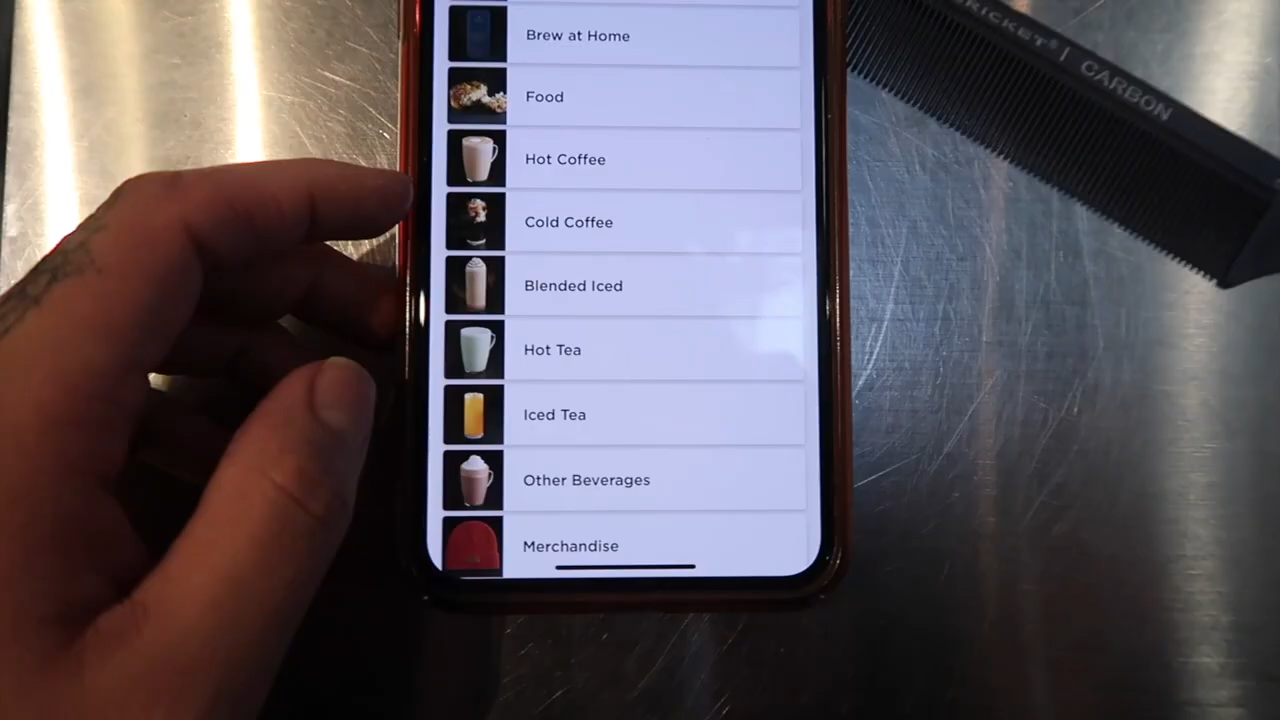 Brew at Home
Food
Hot Coffee
Cold Coffee
Blended Iced
Hot Tea
Iced Tea
Other Beverages
Merchandise
CRICKET® | CARBON